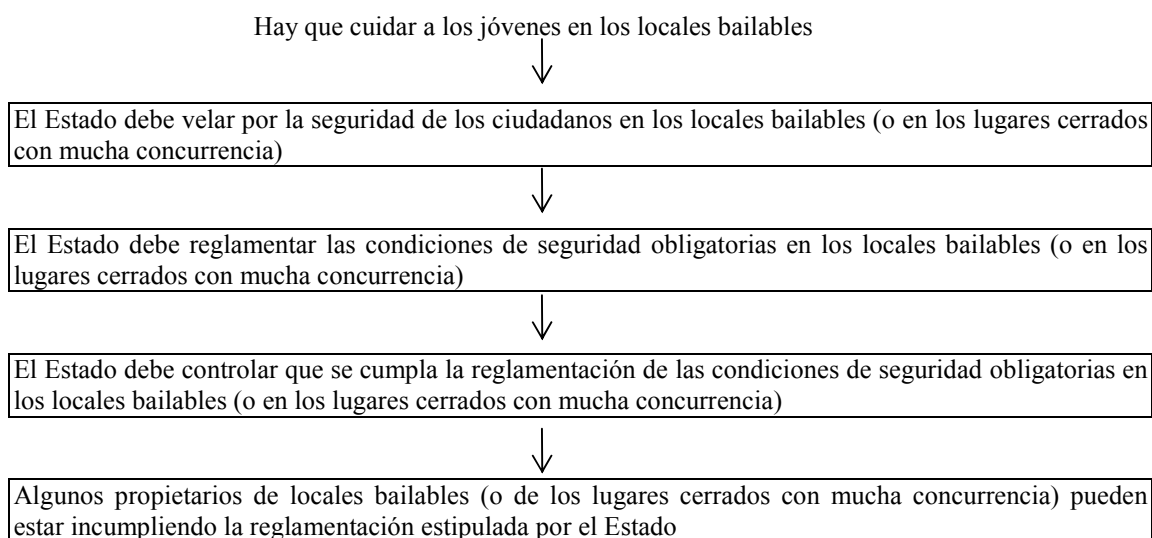 Hay que cuidar a los jóvenes en los locales bailables
El Estado debe velar por la seguridad de los ciudadanos en los locales bailables (o en los lugares cerrados
con mucha concurrencia)
El Estado debe reglamentar las condiciones de seguridad obligatorias en los locales bailables (o en los
lugares cerrados con mucha concurrencia)
El Estado debe controlar que se cumpla la reglamentación de las condiciones de seguridad obligatorias en
los locales bailables (o en los lugares cerrados con mucha concurrencia)
Algunos propietarios de locales bailables (o de los lugares cerrados con mucha concurrencia) pueden
estar incumpliendo la reglamentación estipulada por el Estado